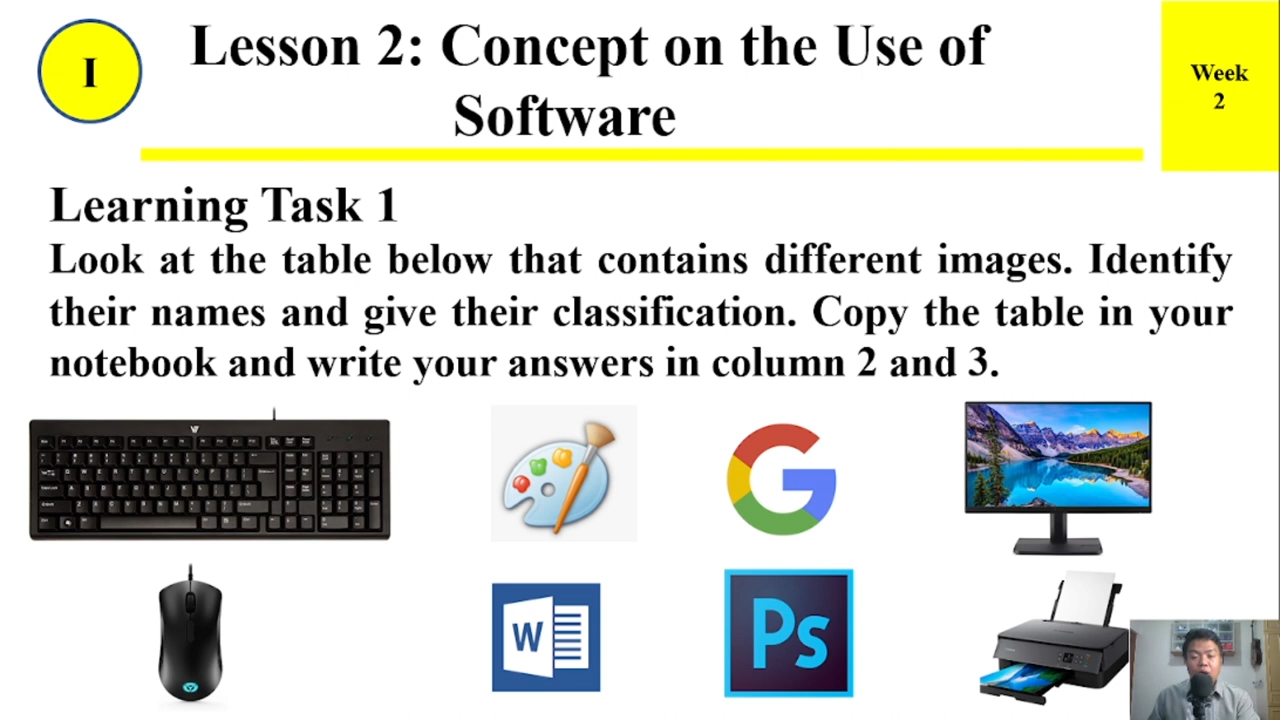 I
Lesson 2: Concept on the Use of
Software
Week
2
Learning Task 1
Look at the table below that contains different images. Identify
their names and give their classification. Copy the table in your
notebook and write your answers in column 2 and 3.
G
W
Ps